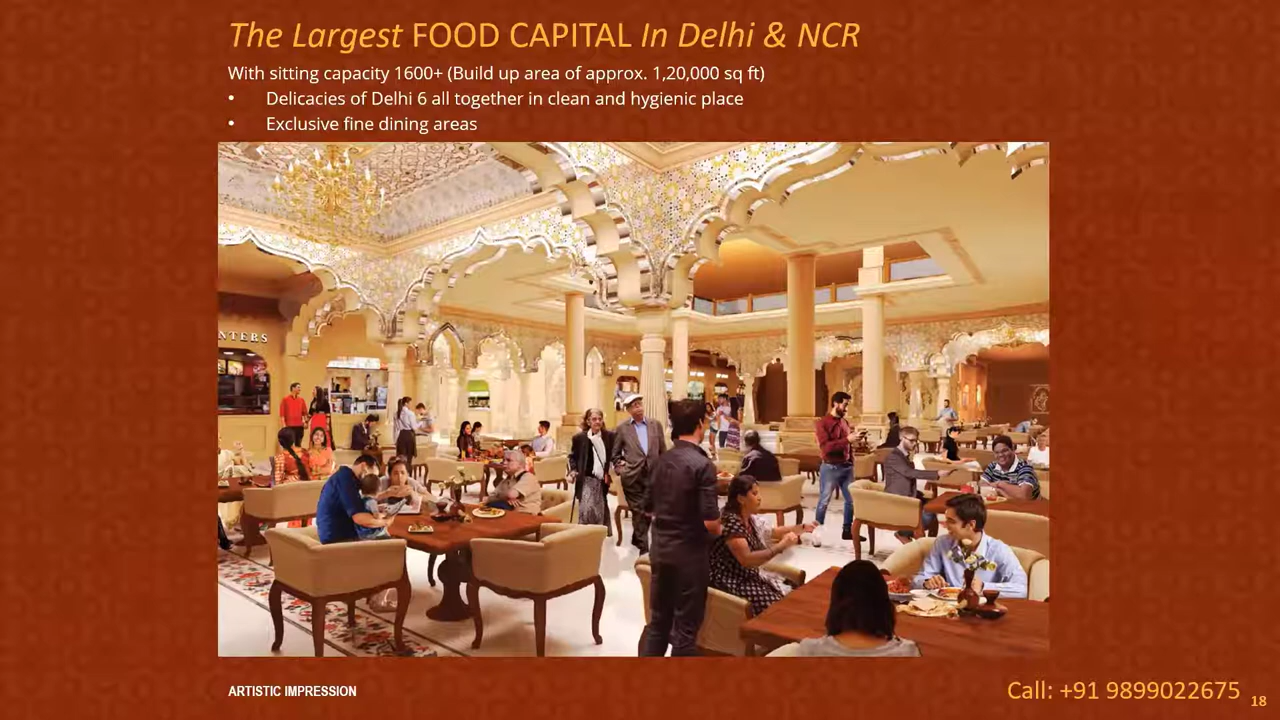 The Largest FOOD CAPITAL In Delhi & NCR
With sitting capacity 1600+ (Build up area of approx. 1,20,000 sq ft)
• Delicacies of Delhi 6 all together in clean and hygienic place
• Exclusive fine dining areas
NTERS
ARTISTIC IMPRESSION
Call: +91 9899022675
18